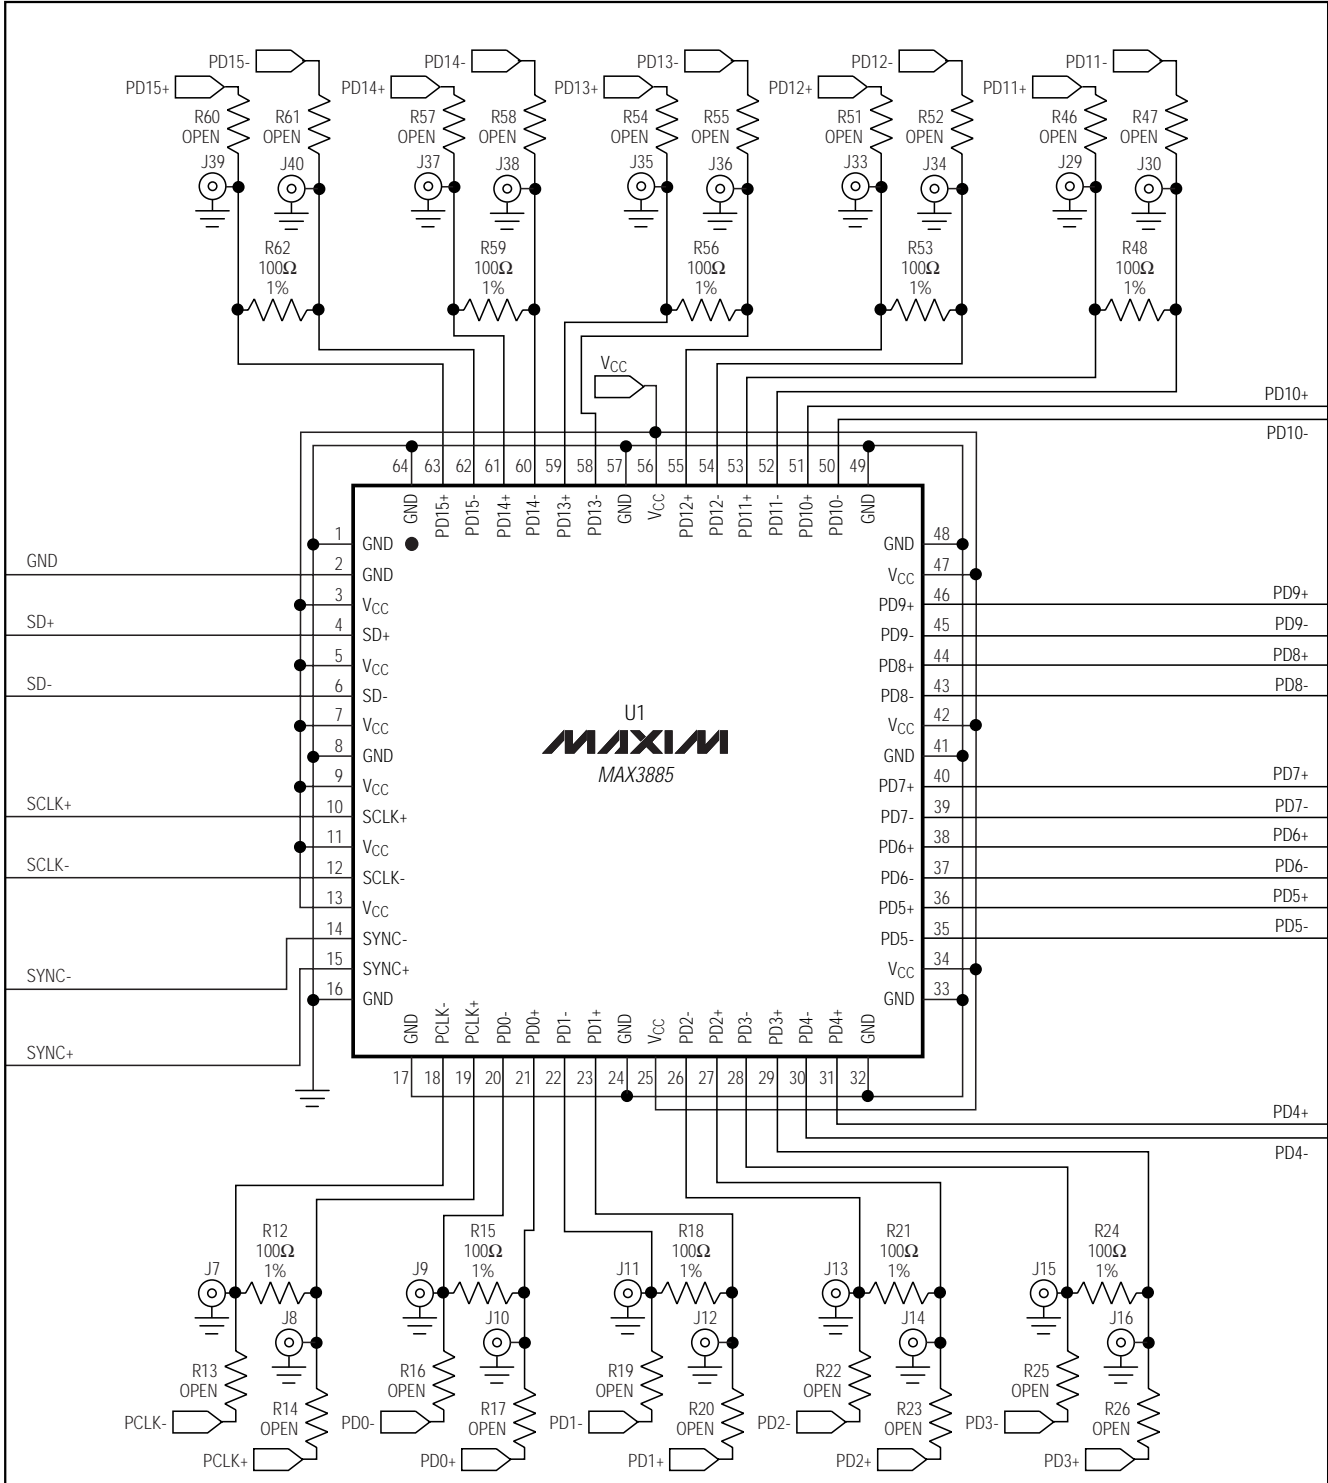 PD15- PD14- PD13- PD12- PD11-
PD15+ PD14+ PD13+ PD12+ PD11+
R60 R61 R57 R58 R54 R55 R51 R52 R46 R47
OPEN OPEN OPEN OPEN OPEN OPEN OPEN OPEN OPEN OPEN
J39 J40 J37 J38 J35 J36 J33 J34 J29 J30
R62 R59 R56 R53 R48
100Ω 100Ω 100Ω 100Ω 100Ω
1% 1% 1% 1% 1%
VCC
PD10+
PD10-
64 63 62 61 60 59 58 57 56 55 54 53 52 51 50 49
GND PD15+ PD15- PD14+ PD14- PD13+ PD13- GND VCC PD12+ PD12- PD11+ PD11- PD10+ PD10- GND
1 GND GND 48
GND 2 GND VCC 47
3 VCC PD9+ 46 PD9+
SD+ 4 SD+ PD9- 45 PD9-
5 VCC PD8+ 44 PD8+
SD- 6 SD- PD8- 43 PD8-
U1
7 VCC VCC 42
MAXIM
8 GND GND 41
MAX3885
9 VCC PD7+ 40 PD7+
SCLK+ 10 SCLK+ PD7- 39 PD7-
11 VCC PD6+ 38 PD6+
SCLK- 12 SCLK- PD6- 37 PD6-
13 VCC PD5+ 36 PD5+
14 SYNC- PD5- 35 PD5-
SYNC- 15 SYNC+ VCC 34
16 GND GND 33
SYNC+
GND PCLK- PCLK+ PD0- PD0+ PD1- PD1+ GND VCC PD2- PD2+ PD3- PD3+ PD4- PD4+ GND
17 18 19 20 21 22 23 24 25 26 27 28 29 30 31 32
PD4+
PD4-
R12 R15 R18 R21 R24
100Ω 100Ω 100Ω 100Ω 100Ω
1% 1% 1% 1% 1%
J7 J9 J11 J13 J15
J8 J10 J12 J14 J16
R13 R16 R19 R22 R25
OPEN OPEN OPEN OPEN OPEN
R14 R17 R20 R23 R26
OPEN OPEN OPEN OPEN OPEN
PCLK- PD0- PD1- PD2- PD3-
PCLK+ PD0+ PD1+ PD2+ PD3+